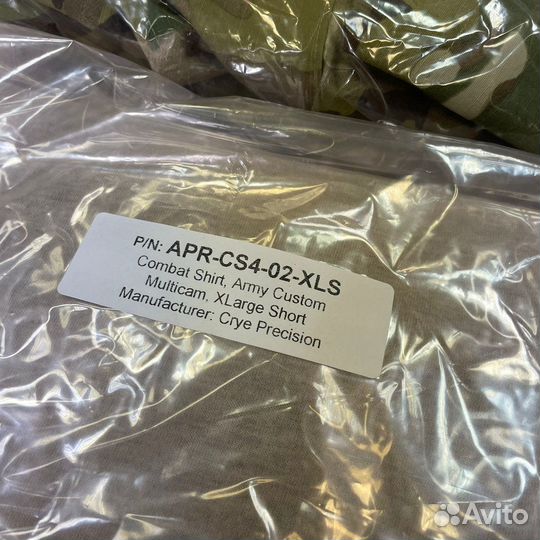 P/N: APR-CS4-02-XLS
Combat Shirt, Army Custom
Multicam, XLarge Short
Manufacturer: Crye Precision
Avito